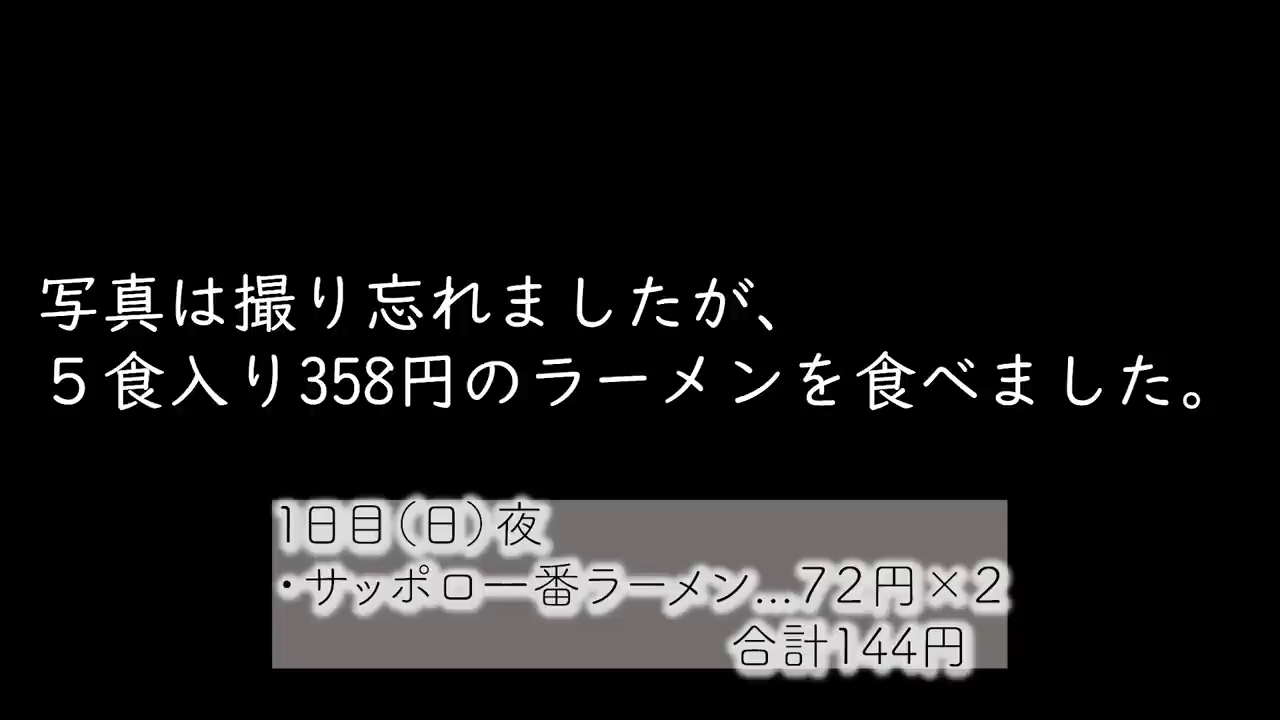 写真は撮り忘れましたが、
５食入り358円のラーメンを食べました。
1日目(日)夜
・サッポロ一番ラーメン…７２円×２
合計144円